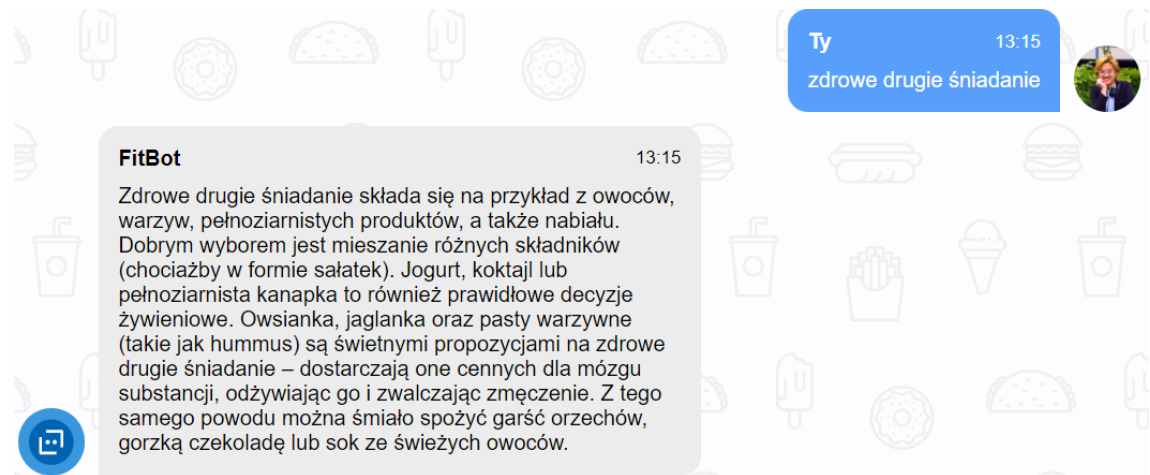 Ty 13:15
zdrowe drugie śniadanie
FitBot 13:15
Zdrowe drugie śniadanie składa się na przykład z owoców,
warzyw, pełnoziarnistych produktów, a także nabiału.
Dobrym wyborem jest mieszanie różnych składników
(chociażby w formie sałatek). Jogurt, koktajl lub
pełnoziarnista kanapka to również prawidłowe decyzje
żywieniowe. Owsianka, jaglanka oraz pasty warzywne
(takie jak hummus) są świetnymi propozycjami na zdrowe
drugie śniadanie – dostarczają one cennych dla mózgu
substancji, odżywiając go i zwalczając zmęczenie. Z tego
samego powodu można śmiało spożyć garść orzechów,
gorzką czekoladę lub sok ze świeżych owoców.